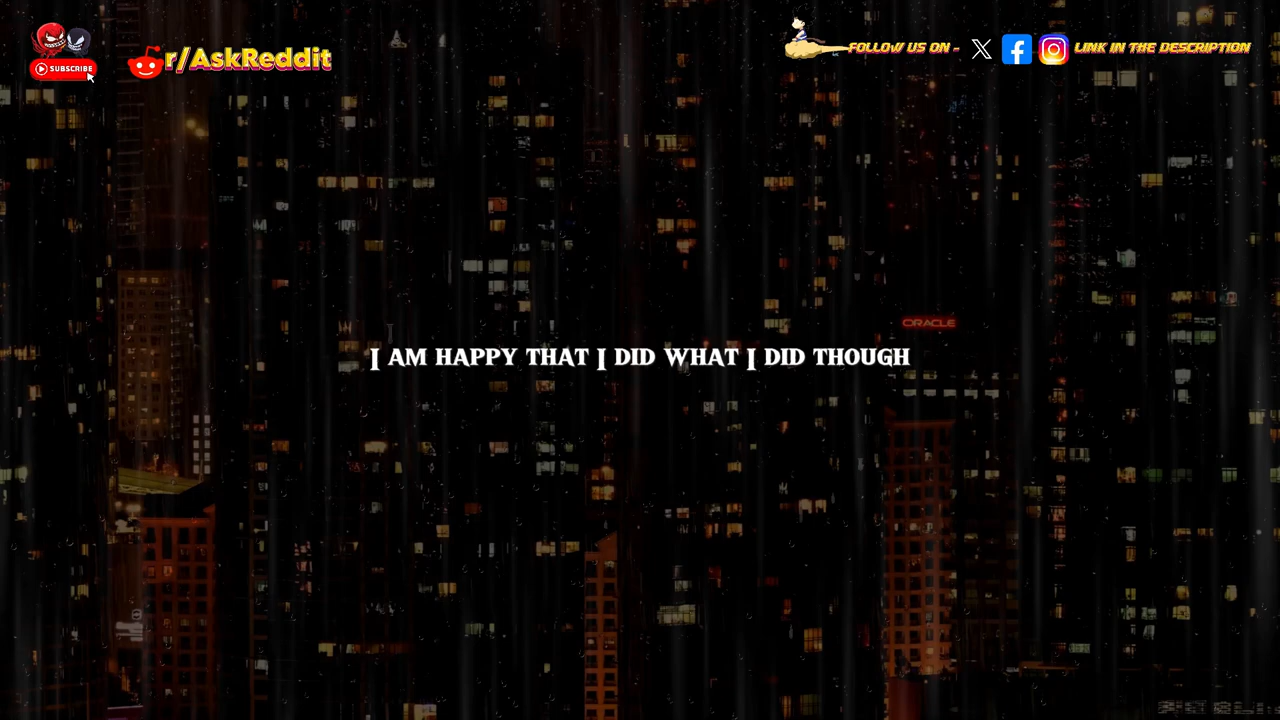 SUBSCRIBE
r/AskReddit
FOLLOW US ON -
LINK IN THE DESCRIPTION
ORACLE
I AM HAPPY THAT I DID WHAT I DID THOUGH